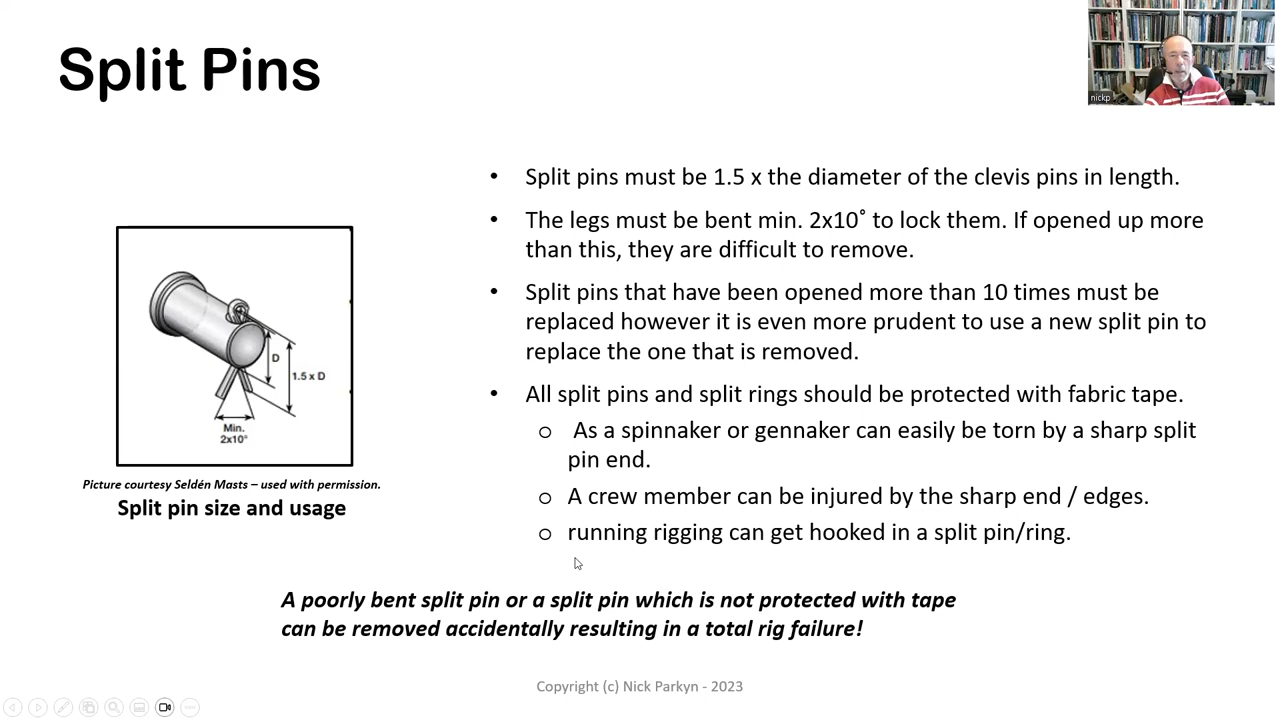 Split Pins
nickp
• Split pins must be 1.5 x the diameter of the clevis pins in length.
• The legs must be bent min. 2x10˚ to lock them. If opened up more
than this, they are difficult to remove.
• Split pins that have been opened more than 10 times must be
replaced however it is even more prudent to use a new split pin to
replace the one that is removed.
• All split pins and split rings should be protected with fabric tape.
o As a spinnaker or gennaker can easily be torn by a sharp split
pin end.
o A crew member can be injured by the sharp end / edges.
o running rigging can get hooked in a split pin/ring.
D
1.5 x D
Min.
2x10°
Picture courtesy Seldén Masts – used with permission.
Split pin size and usage
A poorly bent split pin or a split pin which is not protected with tape
can be removed accidentally resulting in a total rig failure!
Copyright (c) Nick Parkyn - 2023